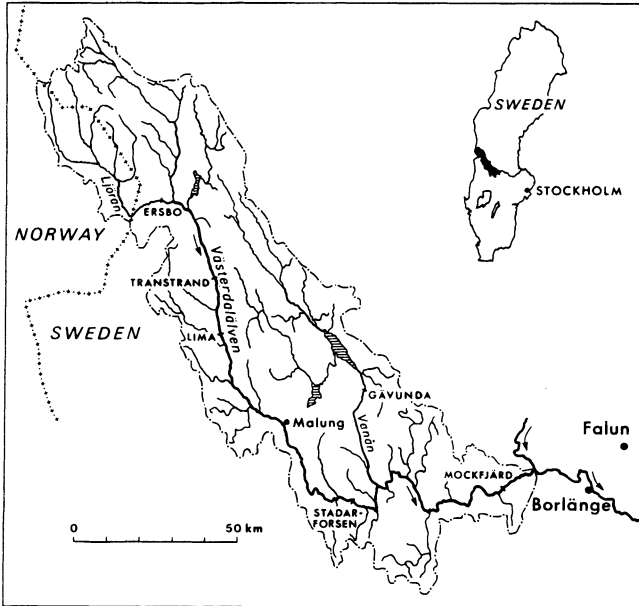 SWEDEN
STOCKHOLM
Ljöran
ERSBO
NORWAY
Västerdalälven
TRANSTRAND
SWEDEN
LIMA
GÄVUNDA
Malung
Vanån
Falun
MOCKFJÄRD
Borlänge
STADAR-
FORSEN
0 50 km